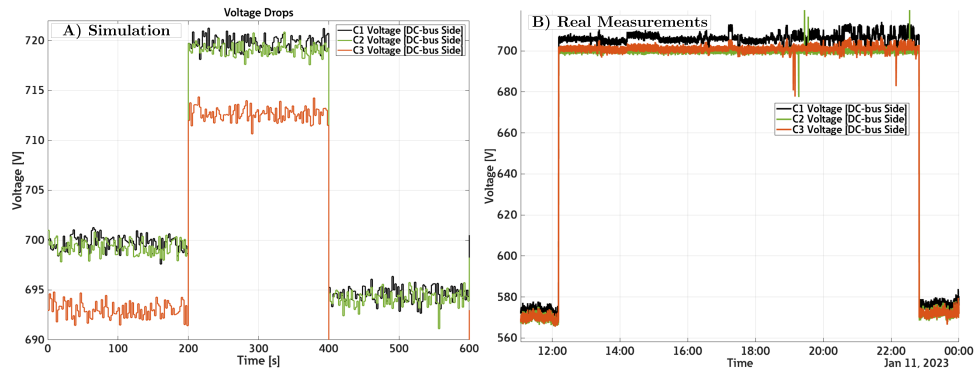 Voltage Drops
A) Simulation
C1 Voltage [DC-bus Side]
C2 Voltage [DC-bus Side]
C3 Voltage [DC-bus Side]
720
715
710
705
700
695
690
Voltage [V]
0
100
200
300
400
500
600
Time [s]
B) Real Measurements
C1 Voltage [DC-bus Side]
C2 Voltage [DC-bus Side]
C3 Voltage [DC-bus Side]
700
680
660
640
620
600
580
560
Voltage [V]
12:00
14:00
16:00
18:00
20:00
22:00
00:00
Time
Jan 11, 2023